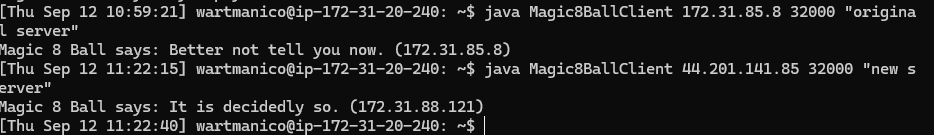 [Thu Sep 12 10:59:21] wartmanico@ip-172-31-20-240: ~$ java Magic8BallClient 172.31.85.8 32000 "origina
l server"
Magic 8 Ball says: Better not tell you now. (172.31.85.8)
[Thu Sep 12 11:22:15] wartmanico@ip-172-31-20-240: ~$ java Magic8BallClient 44.201.141.85 32000 "new s
erver"
Magic 8 Ball says: It is decidedly so. (172.31.88.121)
[Thu Sep 12 11:22:40] wartmanico@ip-172-31-20-240: ~$